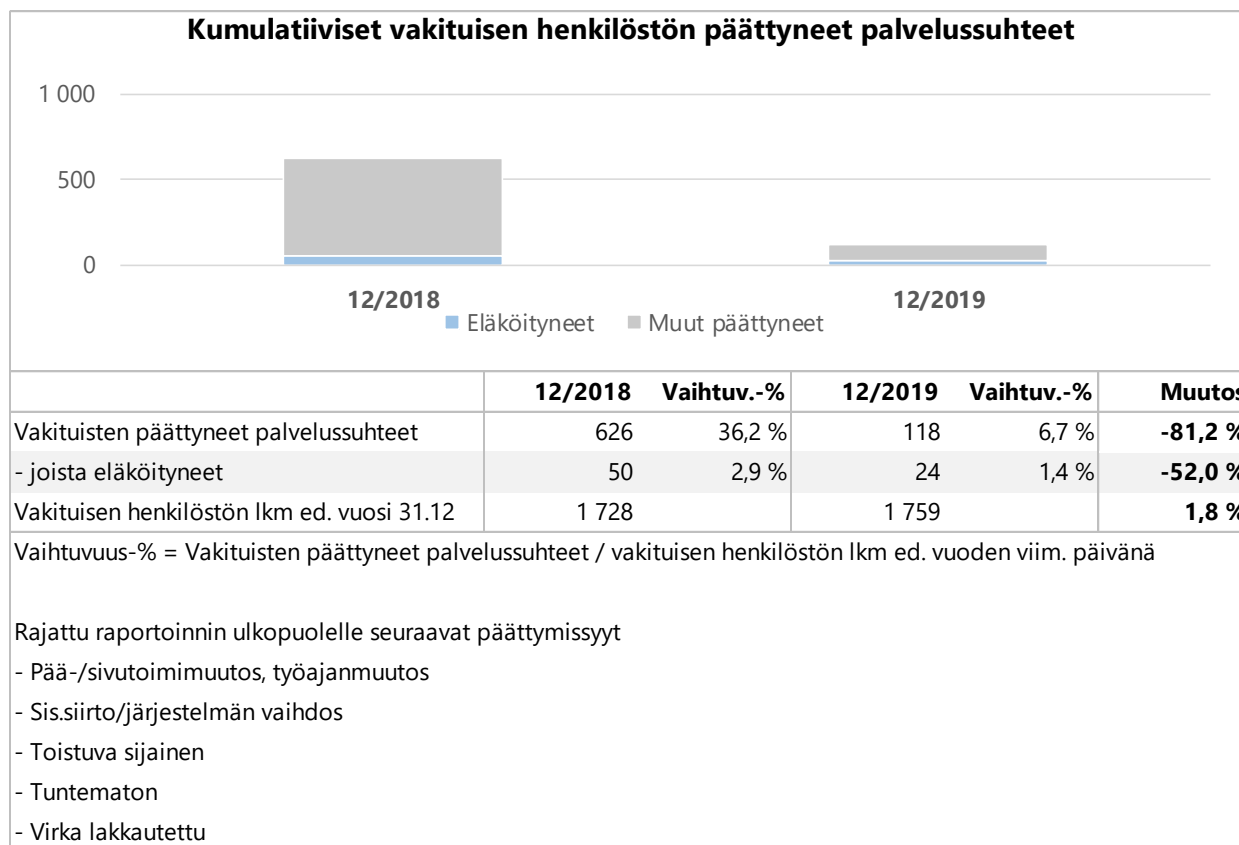 Kumulatiiviset vakituisen henkilöstön päättyneet palvelussuhteet
1 000
500
0
12/2018 12/2019
Eläköityneet Muut päättyneet
12/2018 Vaihtuv.-% 12/2019 Vaihtuv.-% Muutos
Vakituisten päättyneet palvelussuhteet 626 36,2 % 118 6,7 % -81,2 %
- joista eläköityneet 50 2,9 % 24 1,4 % -52,0 %
Vakituisen henkilöstön lkm ed. vuosi 31.12 1 728 1 759 1,8 %
Vaihtuvuus-% = Vakituisten päättyneet palvelussuhteet / vakituisen henkilöstön lkm ed. vuoden viim. päivänä
Rajattu raportoinnin ulkopuolelle seuraavat päättymissyyt
- Pää-/sivutoimimuutos, työajanmuutos
- Sis.siirto/järjestelmän vaihdos
- Toistuva sijainen
- Tuntematon
- Virka lakkautettu